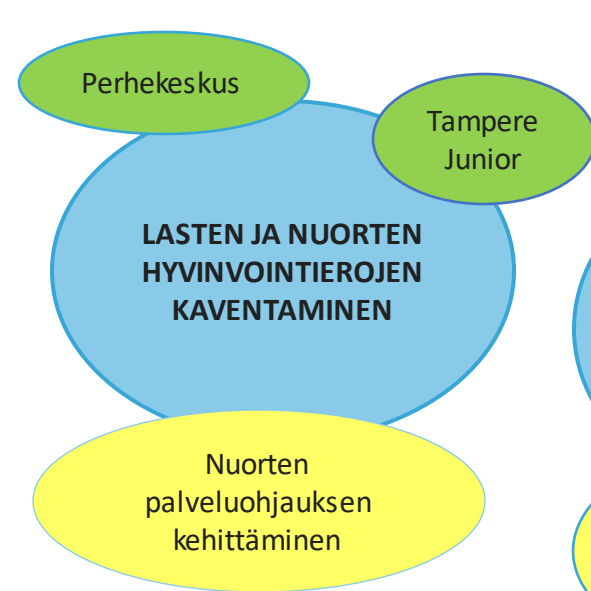 Perhekeskus
Tampere
Junior
LASTEN JA NUORTEN
HYVINVOINTIEROJEN
KAVENTAMINEN
Nuorten
palveluohjauksen
kehittäminen